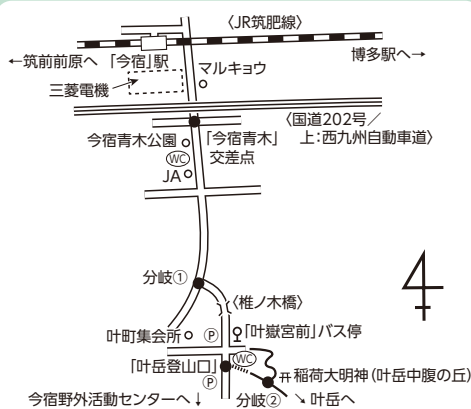 〈JR筑肥線〉
←筑前前原へ 「今宿」駅
博多駅へ→
マルキョウ
三菱電機
〈国道202号／
上：西九州自動車道〉
今宿青木公園
「今宿青木」
交差点
WC
JA
分岐①
〈椎ノ木橋〉
叶町集会所
P
「叶嶽宮前」バス停
「叶岳登山口」
WC
稲荷大明神(叶岳中腹の丘)
P
今宿野外活動センターへ↓
分岐②
↘叶岳へ